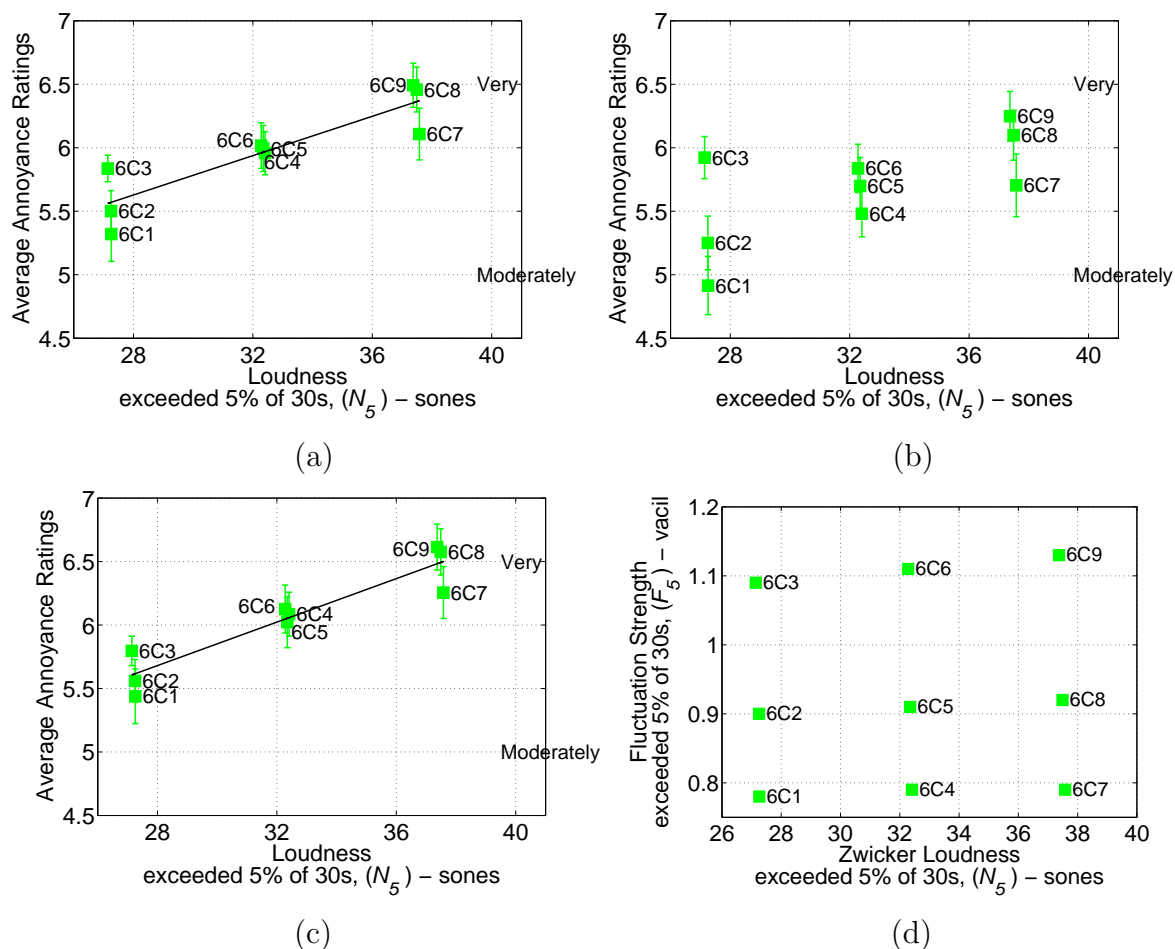 7
6.5
6
5.5
5
4.5
Average Annoyance Ratings
6C3
6C2
6C1
6C6
6C5
6C4
6C9
6C8
6C7
Very
Moderately
28 32 36 40
Loudness
exceeded 5% of 30s, (N5) – sones
(a)
7
6.5
6
5.5
5
4.5
Average Annoyance Ratings
6C3
6C2
6C1
6C6
6C5
6C4
6C9
6C8
6C7
Very
Moderately
28 32 36 40
Loudness
exceeded 5% of 30s, (N5) – sones
(b)
7
6.5
6
5.5
5
4.5
Average Annoyance Ratings
6C3
6C2
6C1
6C6
6C4
6C5
6C9
6C8
6C7
Very
Moderately
28 32 36 40
Loudness
exceeded 5% of 30s, (N5) – sones
(c)
1.2
1.1
1
0.9
0.8
Fluctuation Strength
exceeded 5% of 30s, (F5) – vacil
6C3
6C6
6C9
6C2
6C5
6C8
6C1
6C4
6C7
26 28 30 32 34 36 38 40
Zwicker Loudness
exceeded 5% of 30s, (N5) – sones
(d)